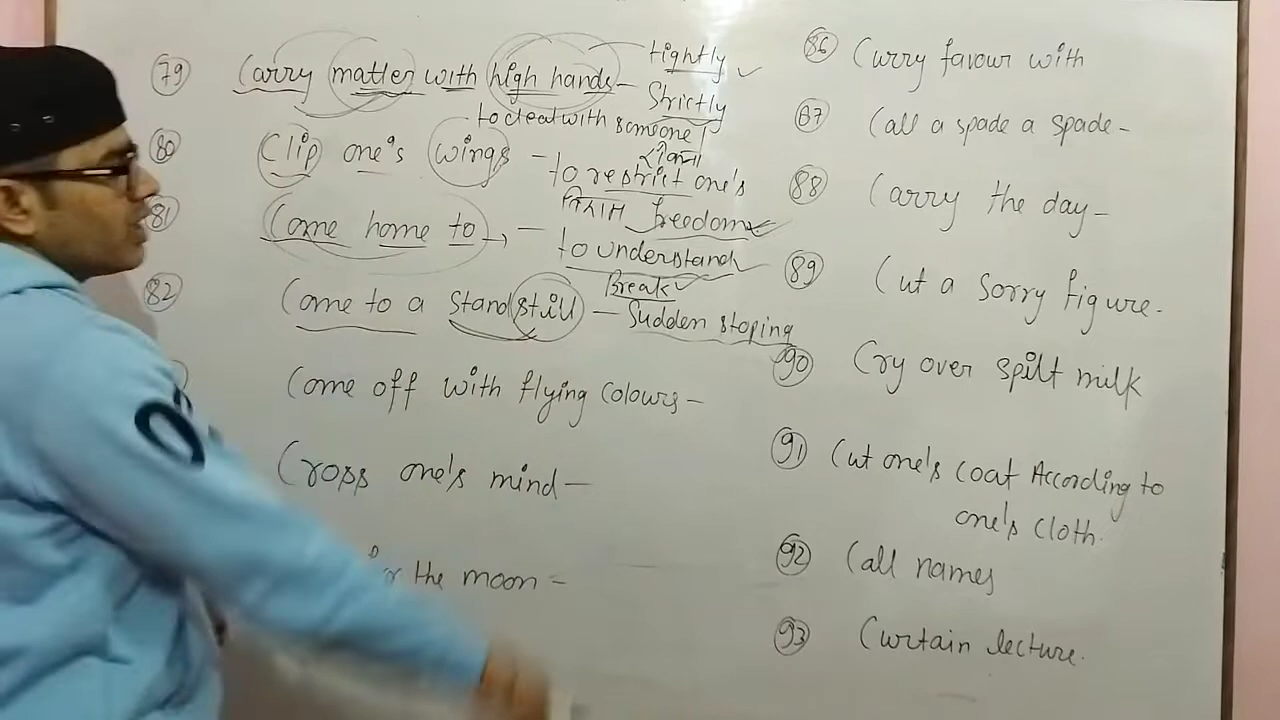 79 Carry matter with high hands - tightly
Strictly
to deal with someone
80 Clip one's wings - to restrict one's
रोकना
freedom
81 Come home to, - to understand
82 Come to a Standstill - Sudden stoping
Break
Come off with flying Colours -
Cross one's mind -
the moon -
86 Curry favour with
87 Call a spade a spade -
88 Carry the day -
89 Cut a Sorry figure.
90 Cry over spilt milk
91 Cut one's coat According to
one's cloth.
92 Call names
93 Curtain lecture.